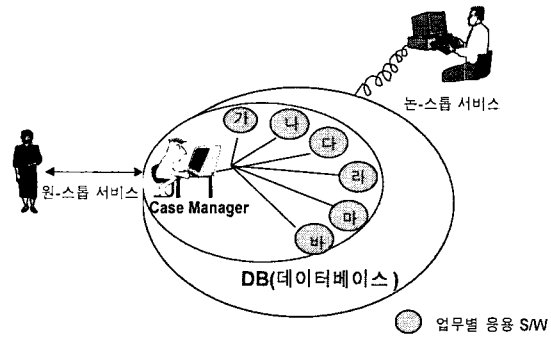 논-스톱 서비스
가
나
다
라
마
바
원-스톱 서비스
Case Manager
DB(데이터베이스)
업무별 응용 S/W